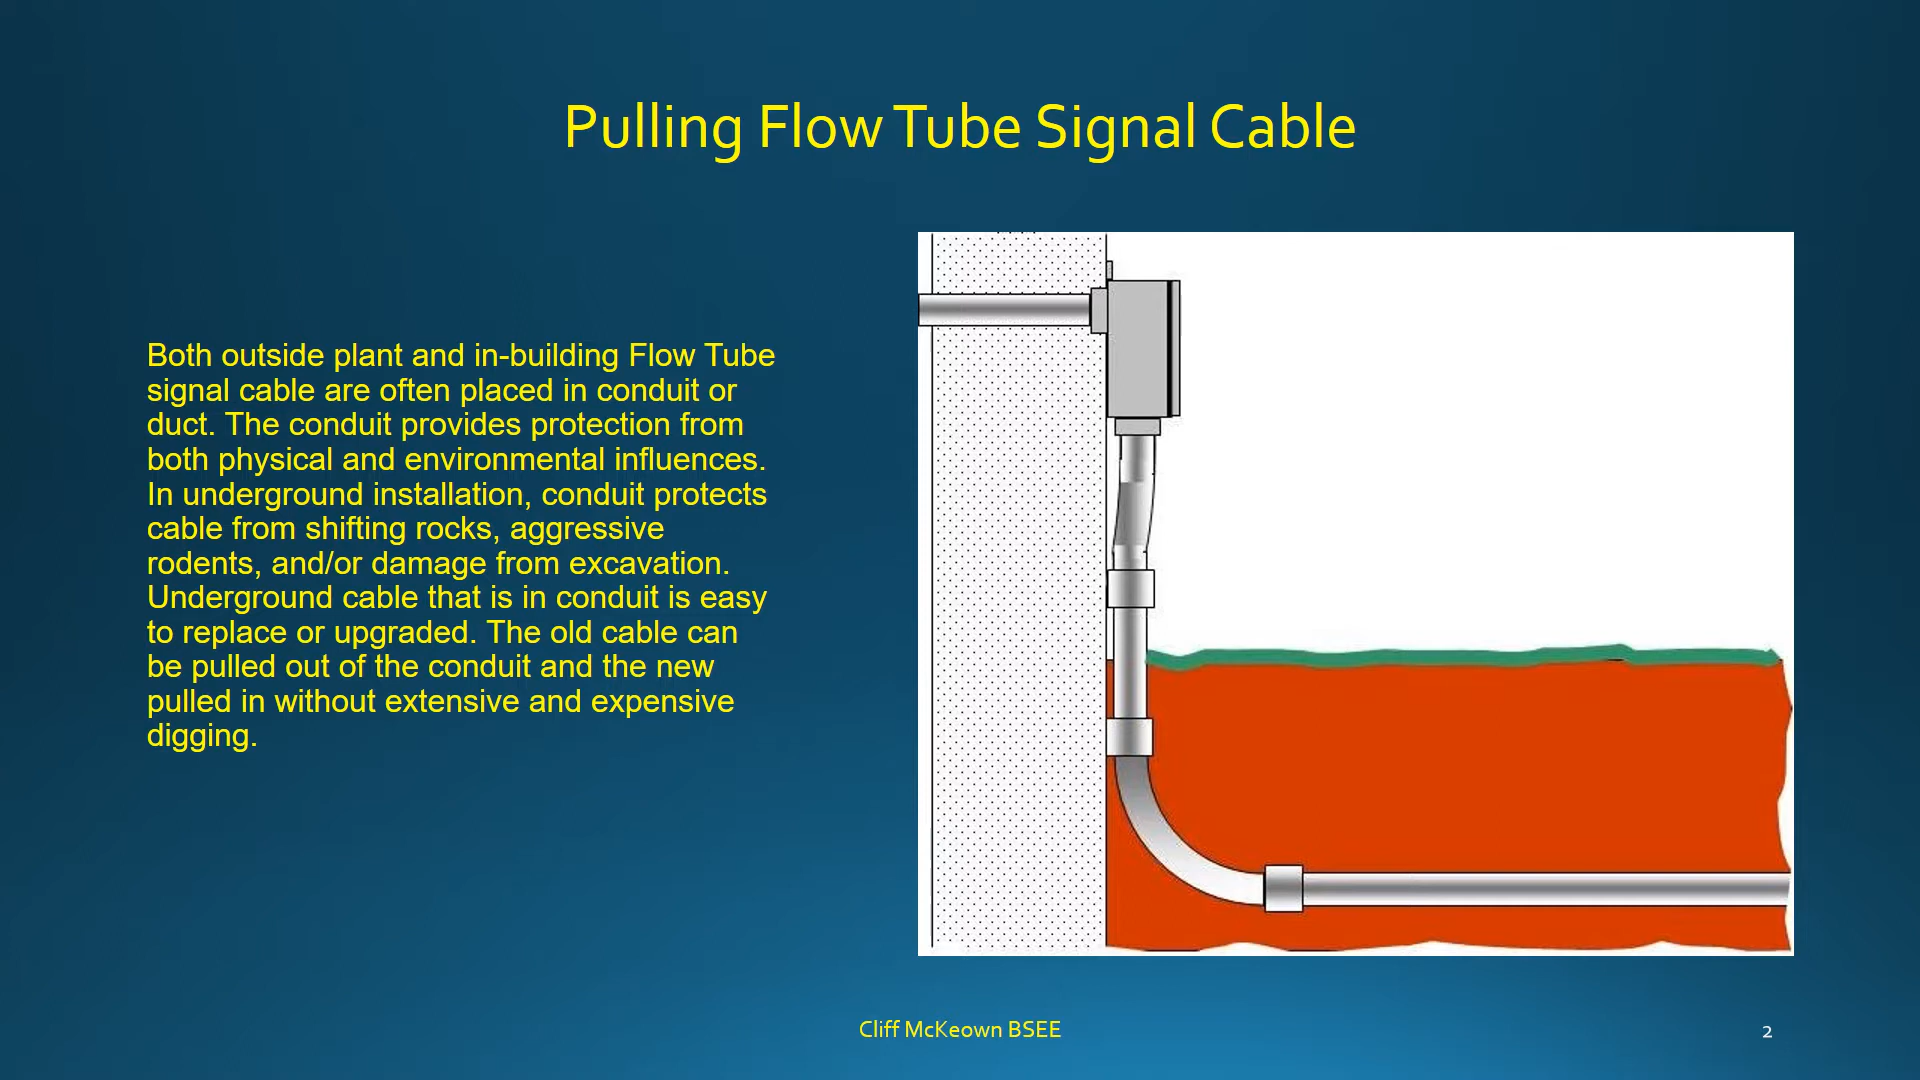 Pulling Flow Tube Signal Cable
Both outside plant and in-building Flow Tube
signal cable are often placed in conduit or
duct. The conduit provides protection from
both physical and environmental influences.
In underground installation, conduit protects
cable from shifting rocks, aggressive
rodents, and/or damage from excavation.
Underground cable that is in conduit is easy
to replace or upgraded. The old cable can
be pulled out of the conduit and the new
pulled in without extensive and expensive
digging.
Cliff McKeown BSEE
2